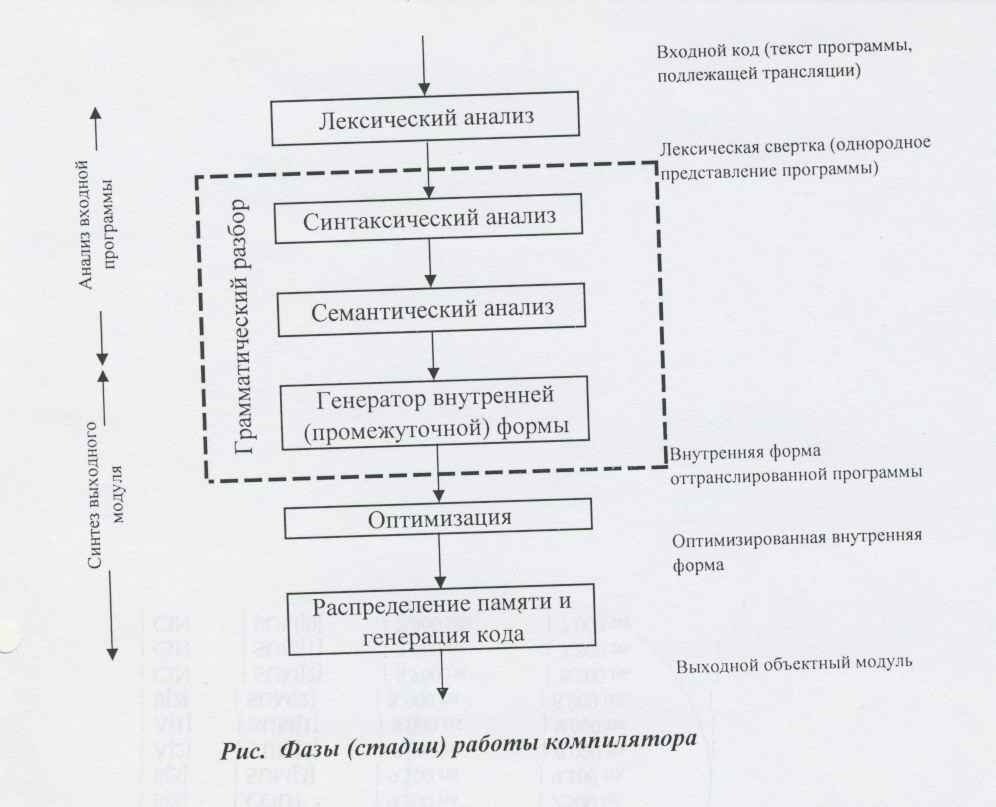 Входной код (текст программы,
подлежащей трансляции)
Лексический анализ
Лексическая свертка (однородное
представление программы)
Анализ входной
программы
Грамматический разбор
Синтаксический анализ
Семантический анализ
Генератор внутренней
(промежуточной) формы
Внутренняя форма
оттранслированной программы
Синтез выходного
модуля
Оптимизация
Оптимизированная внутренняя
форма
Распределение памяти и
генерация кода
Выходной объектный модуль
Рис. Фазы (стадии) работы компилятора